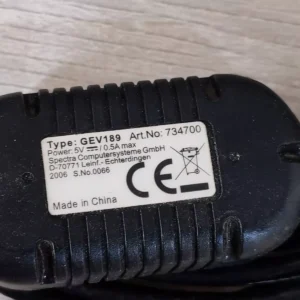 Type: GEV189 Art.No: 734700
Power: 5V⎓/0.5A max
Spectra Computersysteme GmbH
D-70771 Leinf.- Echterdingen
2006 S.No.0066
CE
Made in China